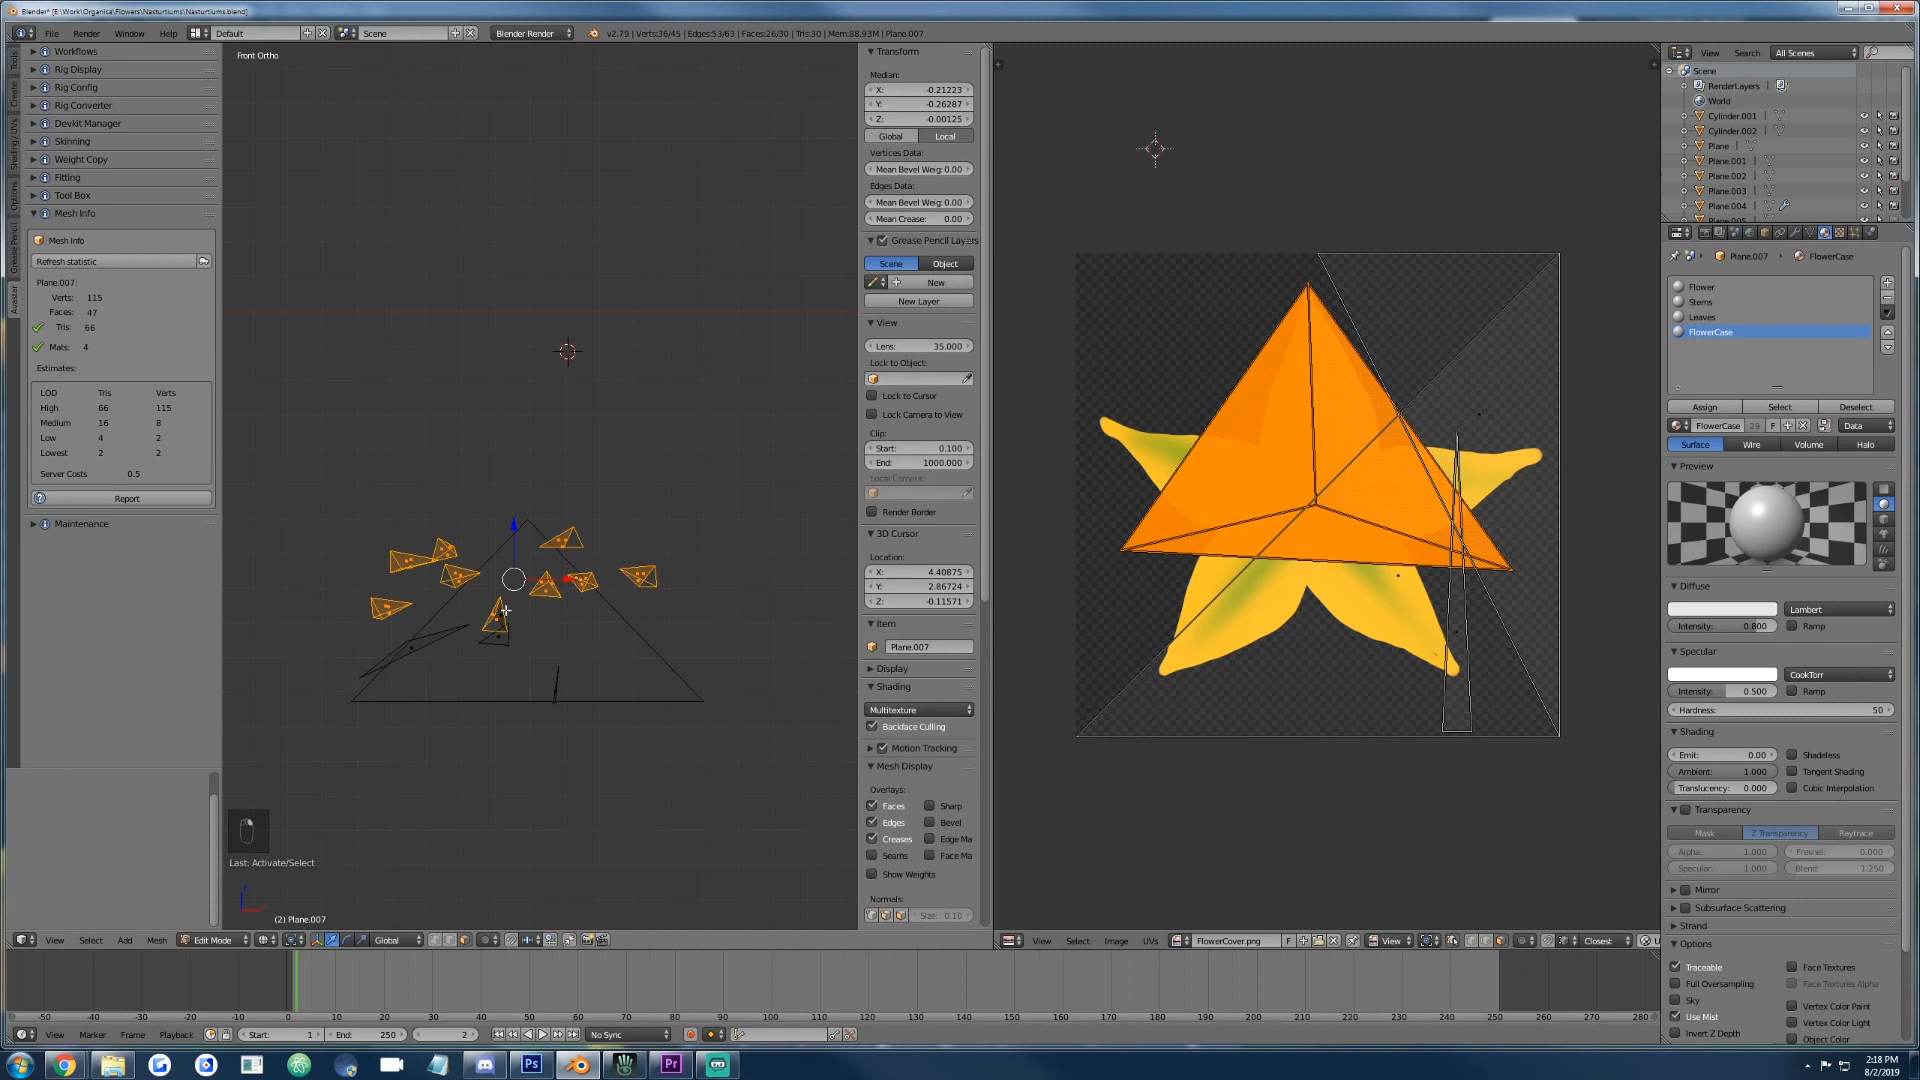 Blender* [E:\Work\Organica\Flowers\Nasturtiums\Nasturtiums.blend]
File Render Window Help Default Scene Blender Render v2.79 | Verts:36/45 | Edges:53/63 | Faces:26/30 | Tris:30 | Mem:88.93M | Plane.007
Tools
Create
Shading / UVs
Options
Grease Pencil
Avastar
Workflows
Rig Display
Rig Config
Rig Converter
Devkit Manager
Skinning
Weight Copy
Fitting
Tool Box
Mesh Info
Mesh Info
Refresh statistic
Plane.007:
Verts: 115
Faces: 47
Tris: 66
Mats: 4
Estimates:
LOD Tris Verts
High 66 115
Medium 16 8
Low 4 2
Lowest 2 2
Server Costs 0.5
Report
Maintenance
Front Ortho
Last: Activate/Select
(2) Plane.007
Transform
Median:
X: -0.21223
Y: -0.26287
Z: -0.00125
Global Local
Vertices Data:
Mean Bevel Weig: 0.00
Edges Data:
Mean Bevel Weig: 0.00
Mean Crease: 0.00
Grease Pencil Layers
Scene Object
New
New Layer
View
Lens: 35.000
Lock to Object:
Lock to Cursor
Lock Camera to View
Clip:
Start: 0.100
End: 1000.000
Local Camera:
Render Border
3D Cursor
Location:
X: 4.40875
Y: 2.86724
Z: -0.11571
Item
Plane.007
Display
Shading
Multitexture
Backface Culling
Motion Tracking
Mesh Display
Overlays:
Faces Sharp
Edges Bevel
Creases Edge Ma
Seams Face Ma
Show Weights
Normals:
Size: 0.10
View Search All Scenes
Scene
RenderLayers
World
Cylinder.001
Cylinder.002
Plane
Plane.001
Plane.002
Plane.003
Plane.004
Plane.005
Plane.007 FlowerCase
Flower
Stems
Leaves
FlowerCase
Assign Select Deselect
FlowerCase 29 F Data
Surface Wire Volume Halo
Preview
Diffuse
Lambert
Intensity: 0.800 Ramp
Specular
CookTorr
Intensity: 0.500 Ramp
Hardness: 50
Shading
Emit: 0.00 Shadeless
Ambient: 1.000 Tangent Shading
Translucency: 0.000 Cubic Interpolation
Transparency
Mask Z Transparency Raytrace
Alpha: 1.000 Fresnel: 0.000
Specular: 1.000 Blend: 1.250
Mirror
Subsurface Scattering
Strand
Options
Traceable Face Textures
Full Oversampling Face Textures Alpha
Sky Vertex Color Paint
Use Mist Vertex Color Light
Invert Z Depth Object Color
View Select Add Mesh Edit Mode Global
View Select Image UVs FlowerCover.png F View Closest U
-50 -40 -30 -20 -10 0 10 20 30 40 50 60 70 80 90 100 110 120 130 140 150 160 170 180 190 200 210 220 230 240 250 260 270 280
View Marker Frame Playback Start: 1 End: 250 2 No Sync
Ps Pr
2:18 PM
8/2/2019